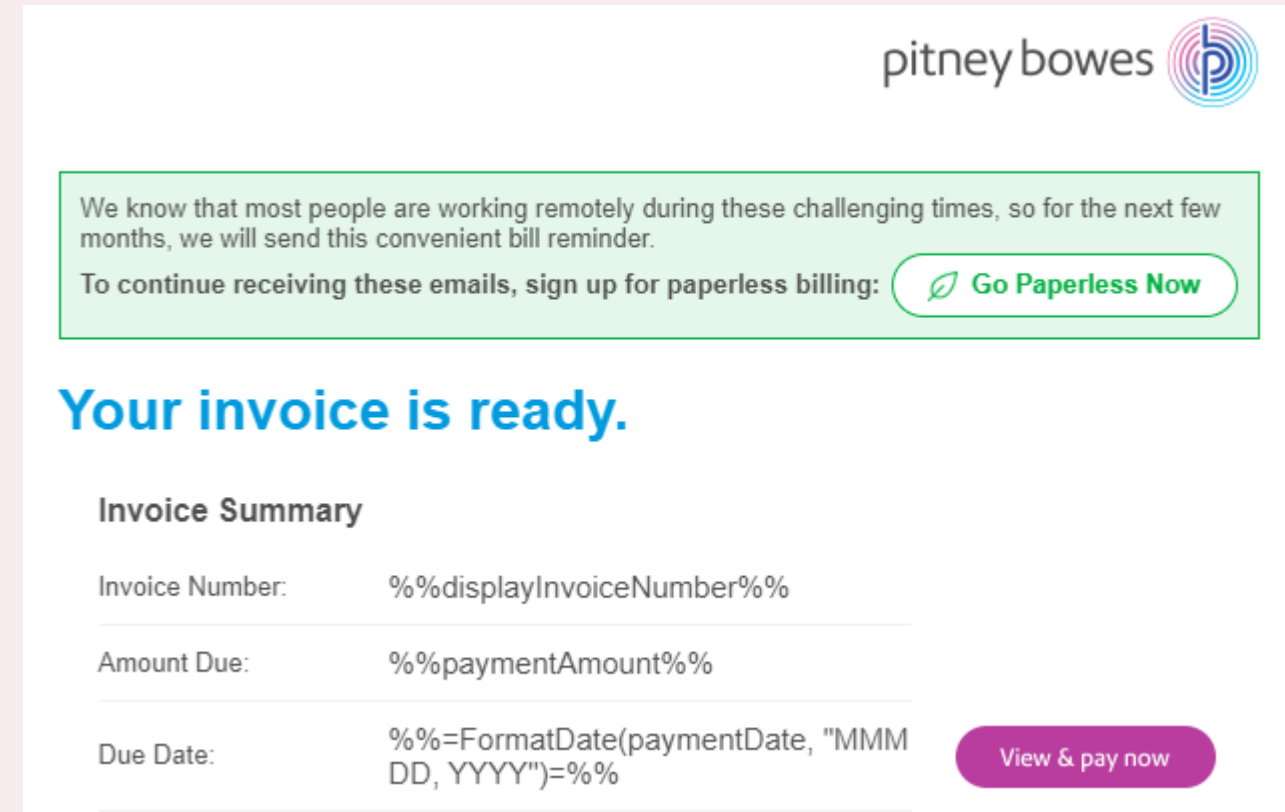 pitney bowes
We know that most people are working remotely during these challenging times, so for the next few
months, we will send this convenient bill reminder.
To continue receiving these emails, sign up for paperless billing: Go Paperless Now
Your invoice is ready.
Invoice Summary
Invoice Number: %%displayInvoiceNumber%%
Amount Due: %%paymentAmount%%
Due Date: %%=FormatDate(paymentDate, "MMM
DD, YYYY")=%%
View & pay now